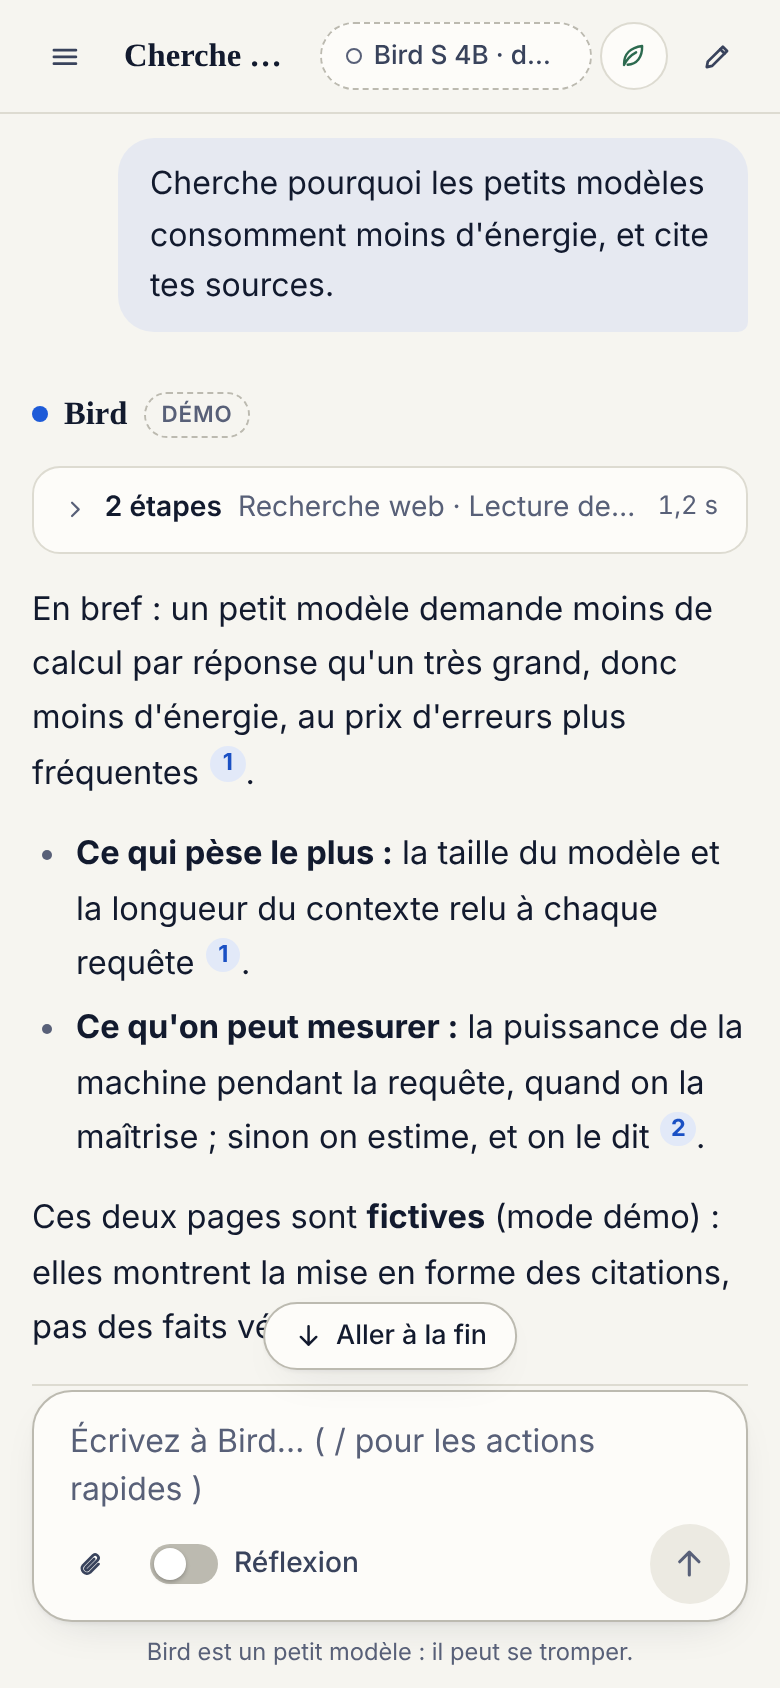 Cherche ...
Bird S 4B · d...
Cherche pourquoi les petits modèles
consomment moins d'énergie, et cite
tes sources.
Bird DÉMO
2 étapes Recherche web · Lecture de... 1,2 s
En bref : un petit modèle demande moins de
calcul par réponse qu'un très grand, donc
moins d'énergie, au prix d'erreurs plus
fréquentes 1.
• Ce qui pèse le plus : la taille du modèle et
la longueur du contexte relu à chaque
requête 1.
• Ce qu'on peut mesurer : la puissance de la
machine pendant la requête, quand on la
maîtrise ; sinon on estime, et on le dit 2.
Ces deux pages sont fictives (mode démo) :
elles montrent la mise en forme des citations,
pas des faits
Aller à la fin
Écrivez à Bird... ( / pour les actions
rapides )
Réflexion
Bird est un petit modèle : il peut se tromper.